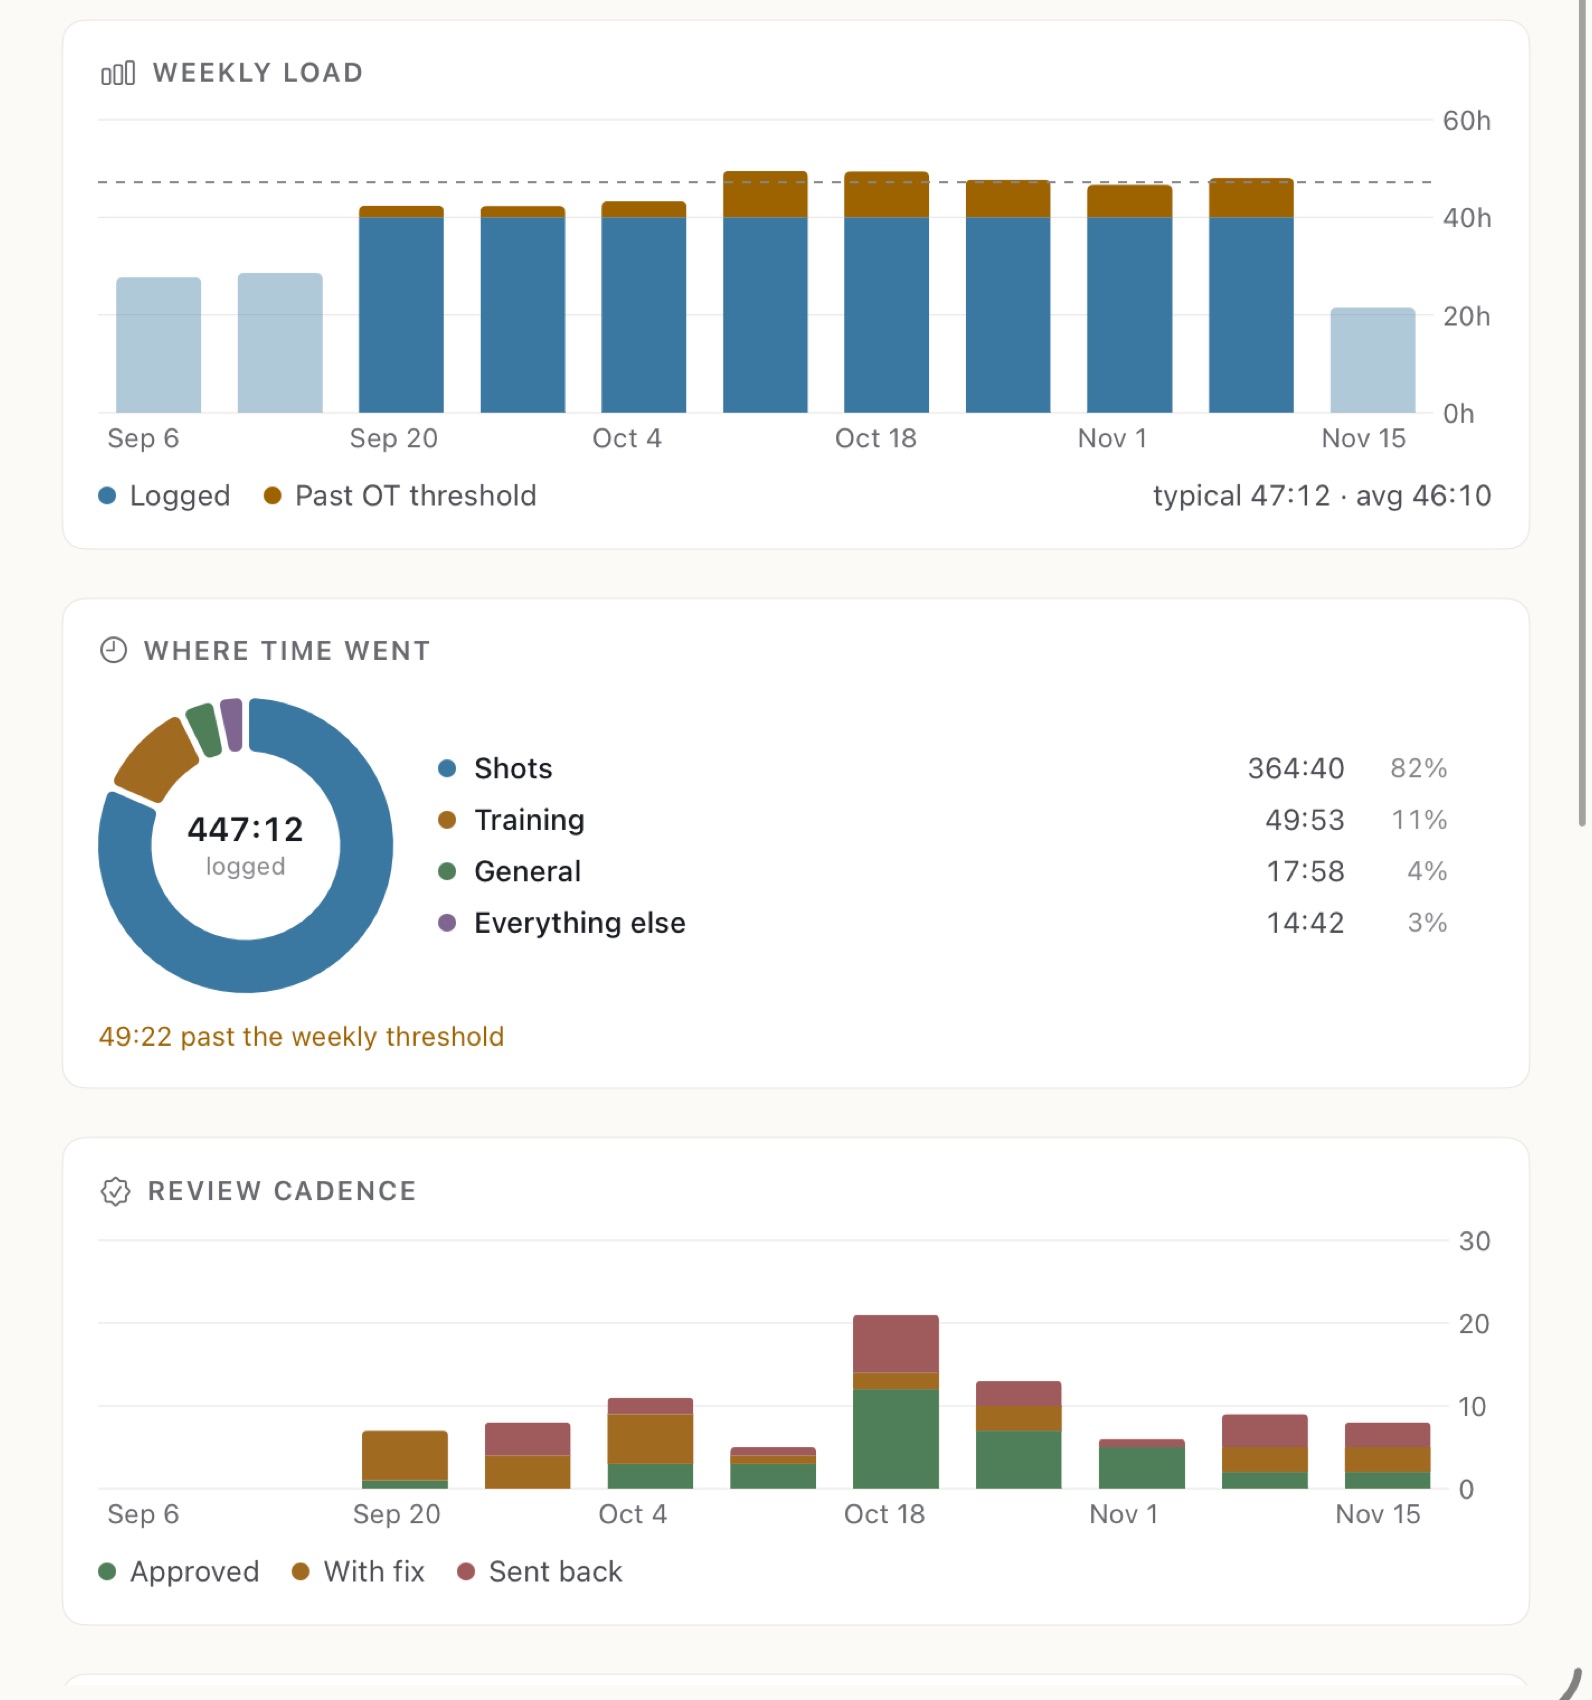 WEEKLY LOAD
60h
40h
20h
0h
Sep 6 Sep 20 Oct 4 Oct 18 Nov 1 Nov 15
Logged Past OT threshold typical 47:12 · avg 46:10
WHERE TIME WENT
447:12
logged
Shots 364:40 82%
Training 49:53 11%
General 17:58 4%
Everything else 14:42 3%
49:22 past the weekly threshold
REVIEW CADENCE
30
20
10
0
Sep 6 Sep 20 Oct 4 Oct 18 Nov 1 Nov 15
Approved With fix Sent back